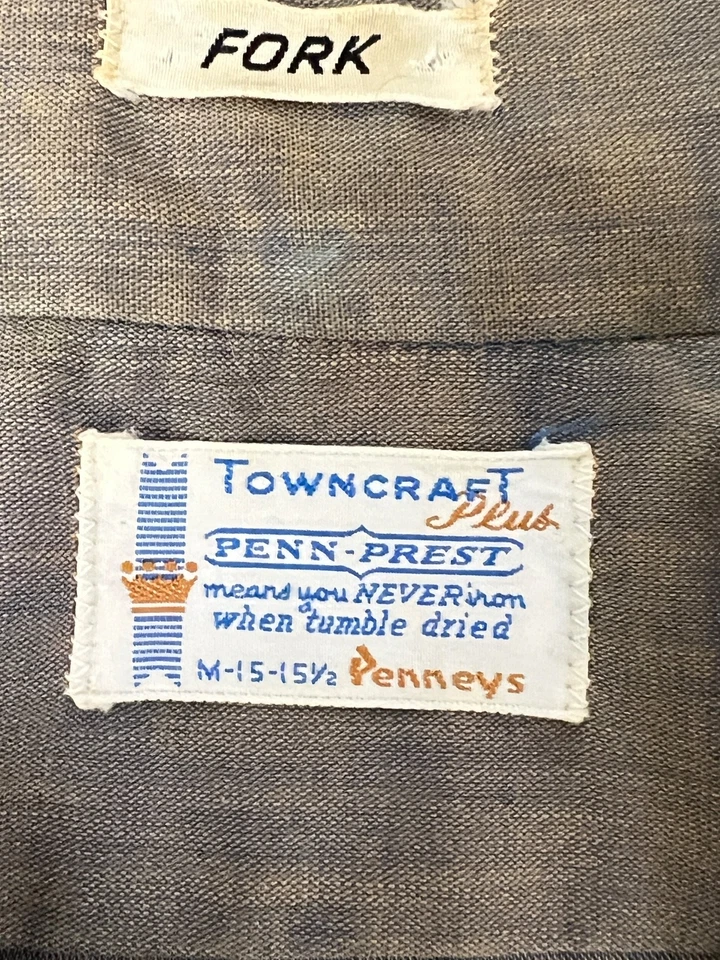 FORK
TOWNCRAFT
Plus
PENN-PREST
means you NEVER iron
when tumble dried
M-15-15½ Penneys